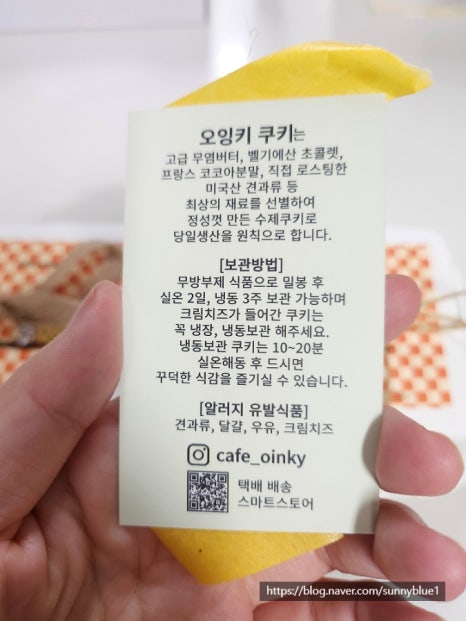 오잉키 쿠키는
고급 무염버터, 벨기에산 초콜렛,
프랑스 코코아분말, 직접 로스팅한
미국산 견과류 등
최상의 재료를 선별하여
정성껏 만든 수제쿠키로
당일생산을 원칙으로 합니다.
[보관방법]
무방부제 식품으로 밀봉 후
실온 2일, 냉동 3주 보관 가능하며
크림치즈가 들어간 쿠키는
꼭 냉장, 냉동보관 해주세요.
냉동보관 쿠키는 10~20분
실온해동 후 드시면
꾸덕한 식감을 즐기실 수 있습니다.
[알러지 유발식품]
견과류, 달걀, 우유, 크림치즈
cafe_oinky
택배 배송
스마트스토어
https://blog.naver.com/sunnyblue1